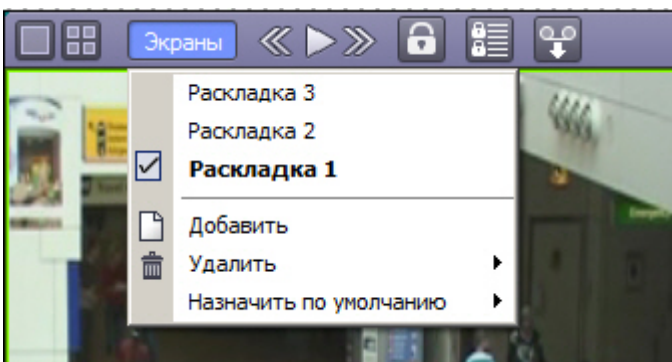 Экраны
Раскладка 3
Раскладка 2
Раскладка 1
Добавить
Удалить
Назначить по умолчанию